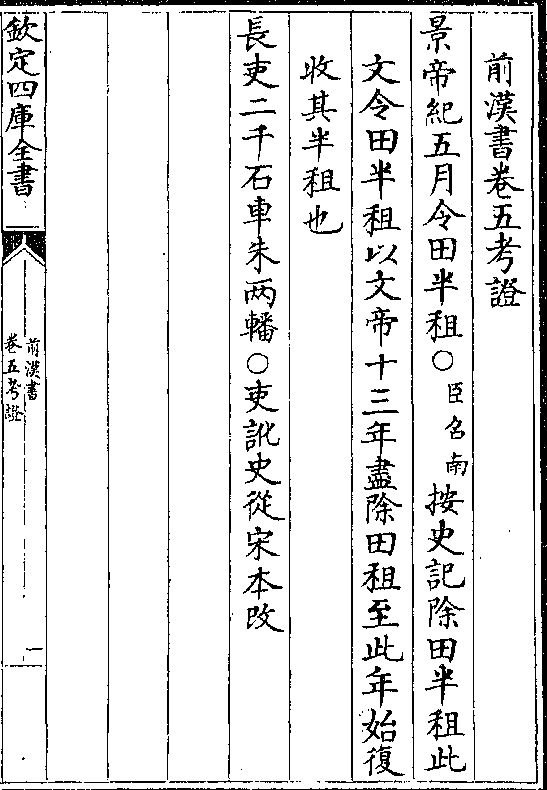 前漢書卷五考證
景帝紀五月令田半租○臣召南按史記除田半租此
文令田半租以文帝十三年盡除田租至此年始復
收其半租也
長吏二千石車朱兩轓○吏訛史從宋本改
欽定四庫全書
前漢書
卷五考證
一